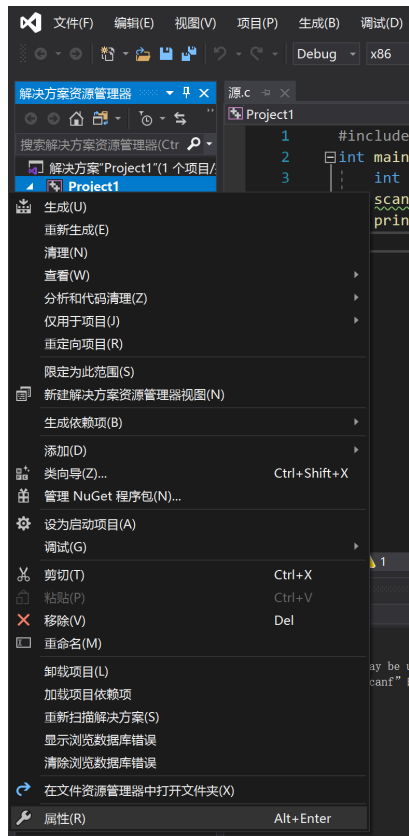 文件(F) 编辑(E) 视图(V) 项目(P) 生成(B) 调试(D)
Debug x86
解决方案资源管理器
源.c
Project1
搜索解决方案资源管理器(Ctr
解决方案"Project1"(1 个项目/
Project1
1 #include
2 int main
3 int
scan
prin
生成(U)
重新生成(E)
清理(N)
查看(W)
分析和代码清理(Z)
仅用于项目(J)
重定向项目(R)
限定为此范围(S)
新建解决方案资源管理器视图(N)
生成依赖项(B)
添加(D)
类向导(Z)... Ctrl+Shift+X
管理 NuGet 程序包(N)...
设为启动项目(A)
调试(G)
1
剪切(T) Ctrl+X
粘贴(P) Ctrl+V
移除(V) Del
重命名(M)
卸载项目(L)
ay be u
加载项目依赖项
canf"
重新扫描解决方案(S)
显示浏览数据库错误
清除浏览数据库错误
在文件资源管理器中打开文件夹(X)
属性(R) Alt+Enter